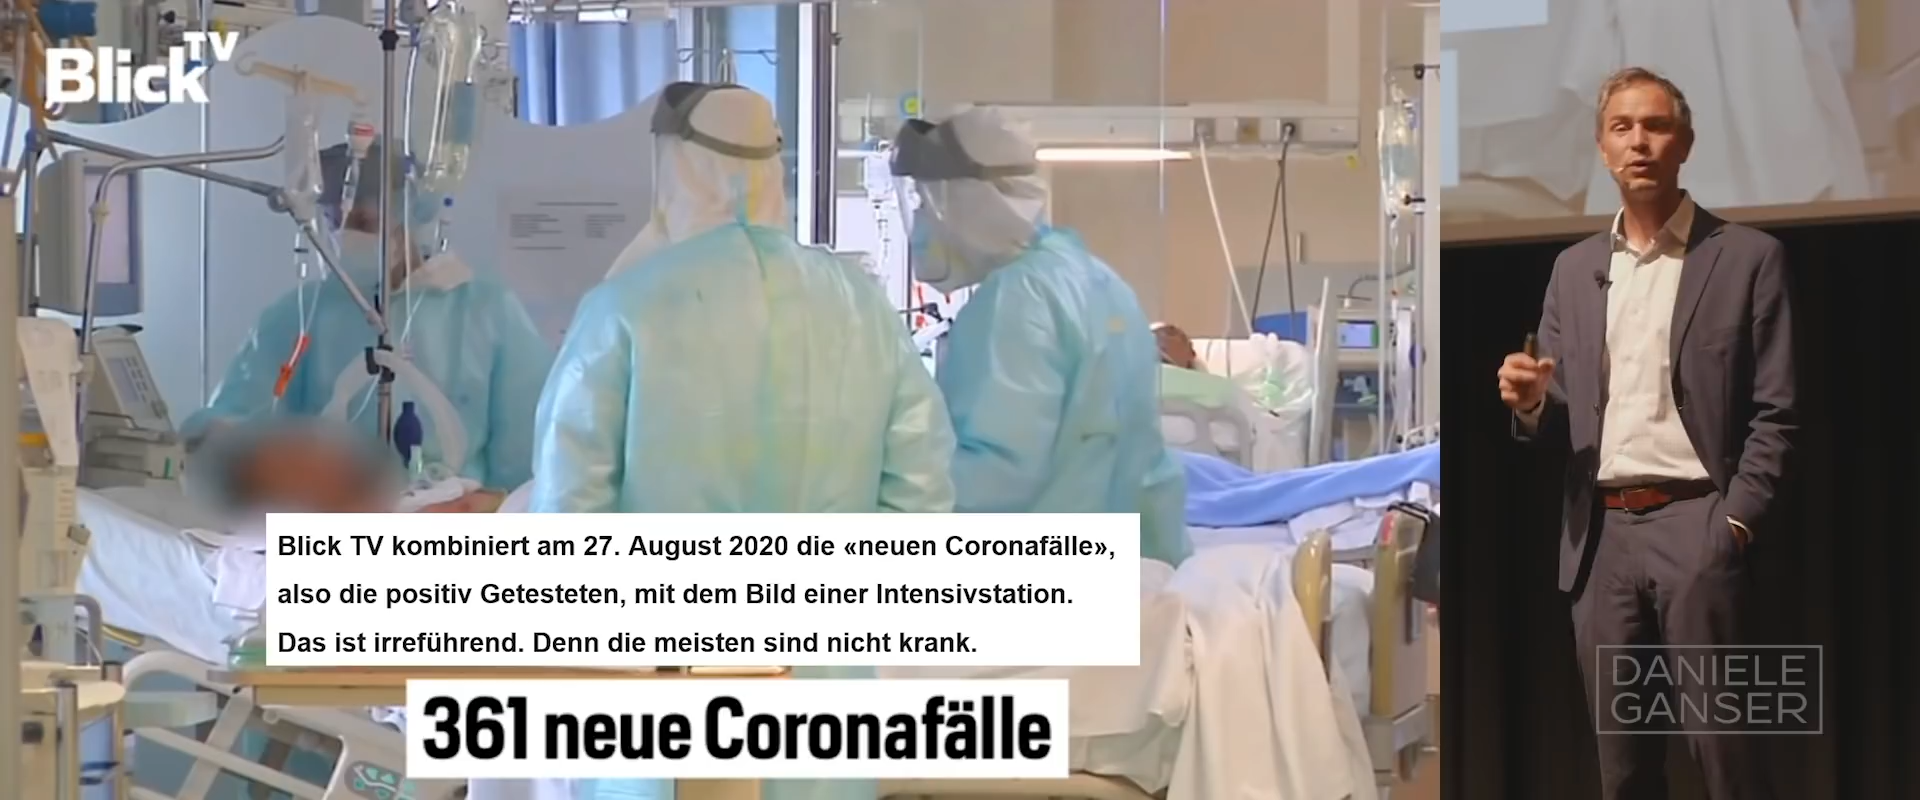 Blick TV
Blick TV kombiniert am 27. August 2020 die «neuen Coronafälle»,
also die positiv Getesteten, mit dem Bild einer Intensivstation.
Das ist irreführend. Denn die meisten sind nicht krank.
361 neue Coronafälle
DANIELE
GANSER